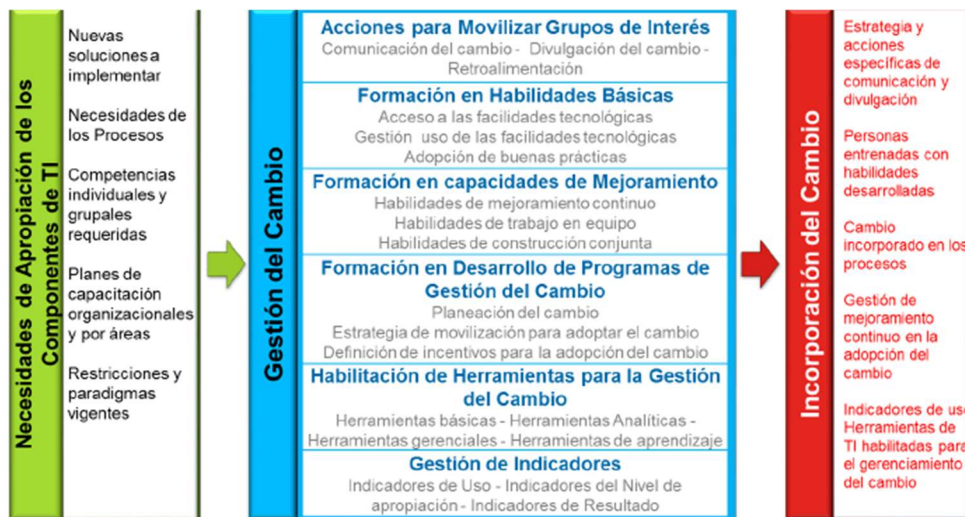 Necesidades de Apropiación de los
Componentes de TI
Nuevas
soluciones a
implementar
Necesidades de
los Procesos
Competencias
individuales y
grupales
requeridas
Planes de
capacitación
organizacionales
y por áreas
Restricciones y
paradigmas
vigentes
Gestión del Cambio
Acciones para Movilizar Grupos de Interés
Comunicación del cambio - Divulgación del cambio -
Retroalimentación
Formación en Habilidades Básicas
Acceso a las facilidades tecnológicas
Gestión uso de las facilidades tecnológicas
Adopción de buenas prácticas
Formación en capacidades de Mejoramiento
Habilidades de mejoramiento continuo
Habilidades de trabajo en equipo
Habilidades de construcción conjunta
Formación en Desarrollo de Programas de
Gestión del Cambio
Planeación del cambio
Estrategia de movilización para adoptar el cambio
Definición de incentivos para la adopción del cambio
Habilitación de Herramientas para la Gestión
del Cambio
Herramientas básicas - Herramientas Analíticas -
Herramientas gerenciales - Herramientas de aprendizaje
Gestión de Indicadores
Indicadores de Uso - Indicadores del Nivel de
apropiación - Indicadores de Resultado
Incorporación del Cambio
Estrategia y
acciones
específicas de
comunicación y
divulgación
Personas
entrenadas con
habilidades
desarrolladas
Cambio
incorporado en los
procesos
Gestión de
mejoramiento
continuo en la
adopción del
cambio
Indicadores de uso
Herramientas de
TI habilitadas para
el gerenciamiento
del cambio